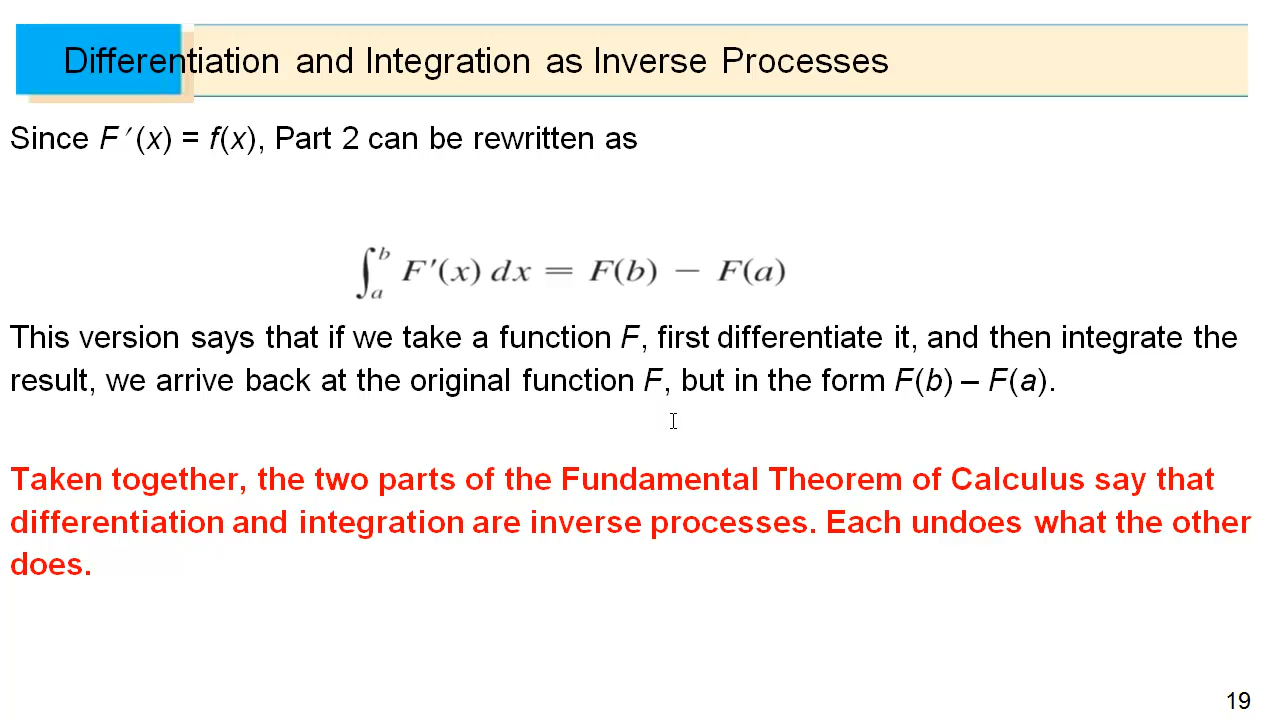 Differentiation and Integration as Inverse Processes
Since F ′ (x) = f(x), Part 2 can be rewritten as
∫_a^b F′(x) dx = F(b) − F(a)
This version says that if we take a function F, first differentiate it, and then integrate the
result, we arrive back at the original function F, but in the form F(b) – F(a).
Taken together, the two parts of the Fundamental Theorem of Calculus say that
differentiation and integration are inverse processes. Each undoes what the other
does.
19